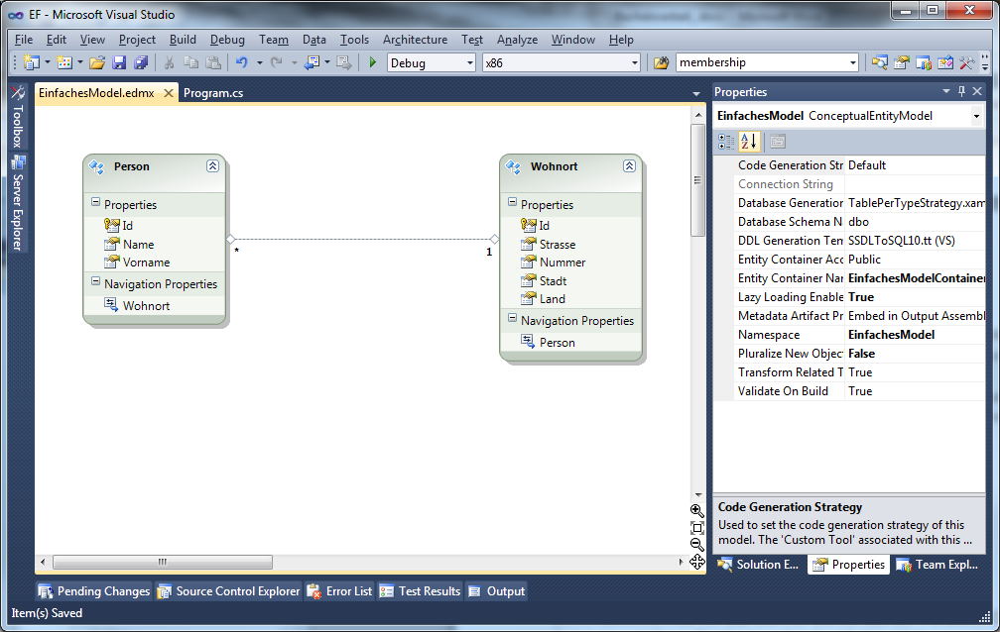 EF - Microsoft Visual Studio
File Edit View Project Build Debug Team Data Tools Architecture Test Analyze Window Help
Debug x86 membership
EinfachesModel.edmx Program.cs
Toolbox
Server Explorer
Person
Properties
Id
Name
Vorname
Navigation Properties
Wohnort
*
1
Wohnort
Properties
Id
Strasse
Nummer
Stadt
Land
Navigation Properties
Person
Properties
EinfachesModel ConceptualEntityModel
Code Generation Str Default
Connection String
Database Generation TablePerTypeStrategy.xam
Database Schema N dbo
DDL Generation Tem SSDLToSQL10.tt (VS)
Entity Container Acc Public
Entity Container Nar EinfachesModelContainer
Lazy Loading Enable True
Metadata Artifact Pr Embed in Output Assembl
Namespace EinfachesModel
Pluralize New Objec False
Transform Related T True
Validate On Build True
Code Generation Strategy
Used to set the code generation strategy of this
model. The 'Custom Tool' associated with this ...
Solution E... Properties Team Expl...
Pending Changes Source Control Explorer Error List Test Results Output
Item(s) Saved